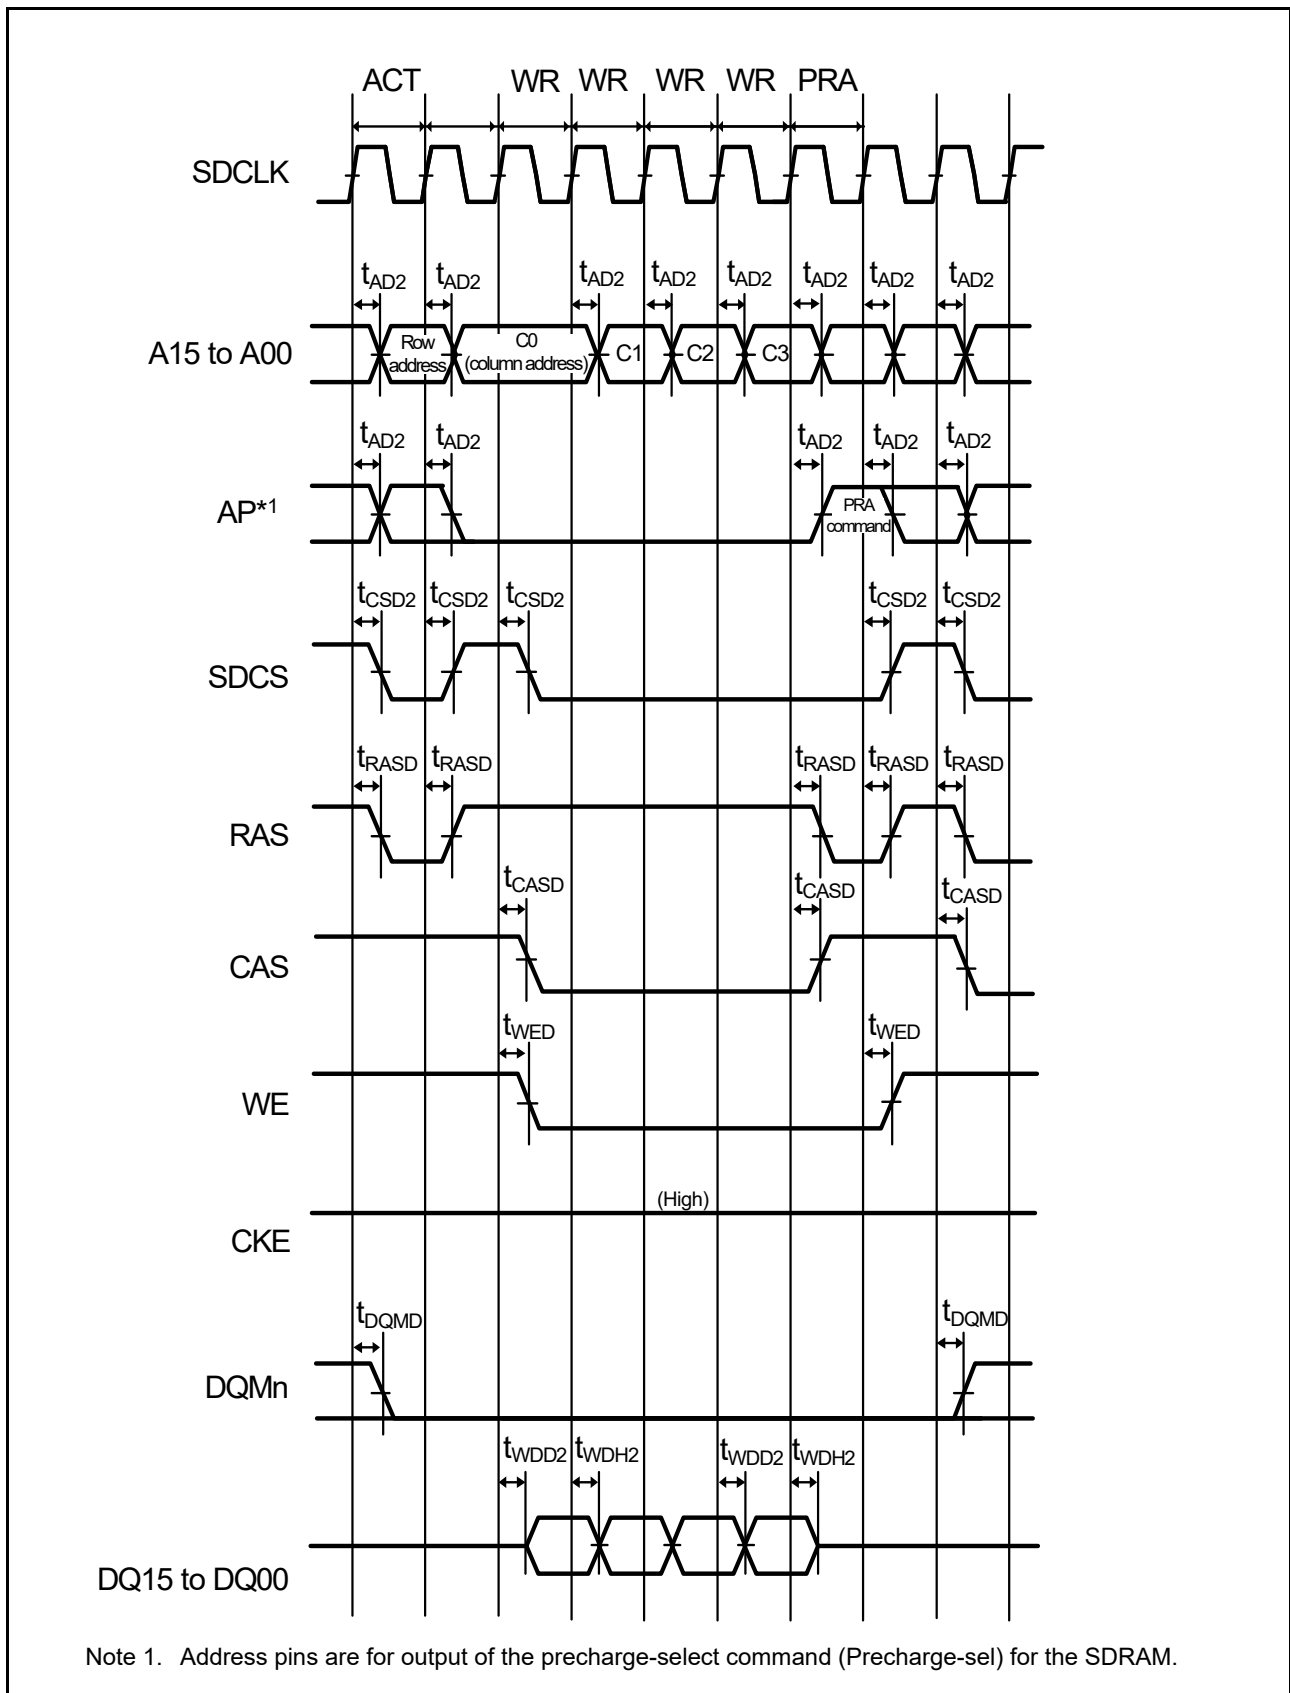 ACT WR WR WR WR PRA
SDCLK
tAD2 tAD2 tAD2 tAD2 tAD2 tAD2 tAD2 tAD2
A15 to A00
Row
address
C0
(column address)
C1 C2 C3
tAD2 tAD2 tAD2 tAD2 tAD2
AP*1
PRA
command
tCSD2 tCSD2 tCSD2 tCSD2 tCSD2
SDCS
tRASD tRASD tRASD tRASD tRASD
RAS
tCASD tCASD tCASD
CAS
tWED tWED
WE
(High)
CKE
tDQMD tDQMD
DQMn
tWDD2 tWDH2 tWDD2 tWDH2
DQ15 to DQ00
Note 1. Address pins are for output of the precharge-select command (Precharge-sel) for the SDRAM.